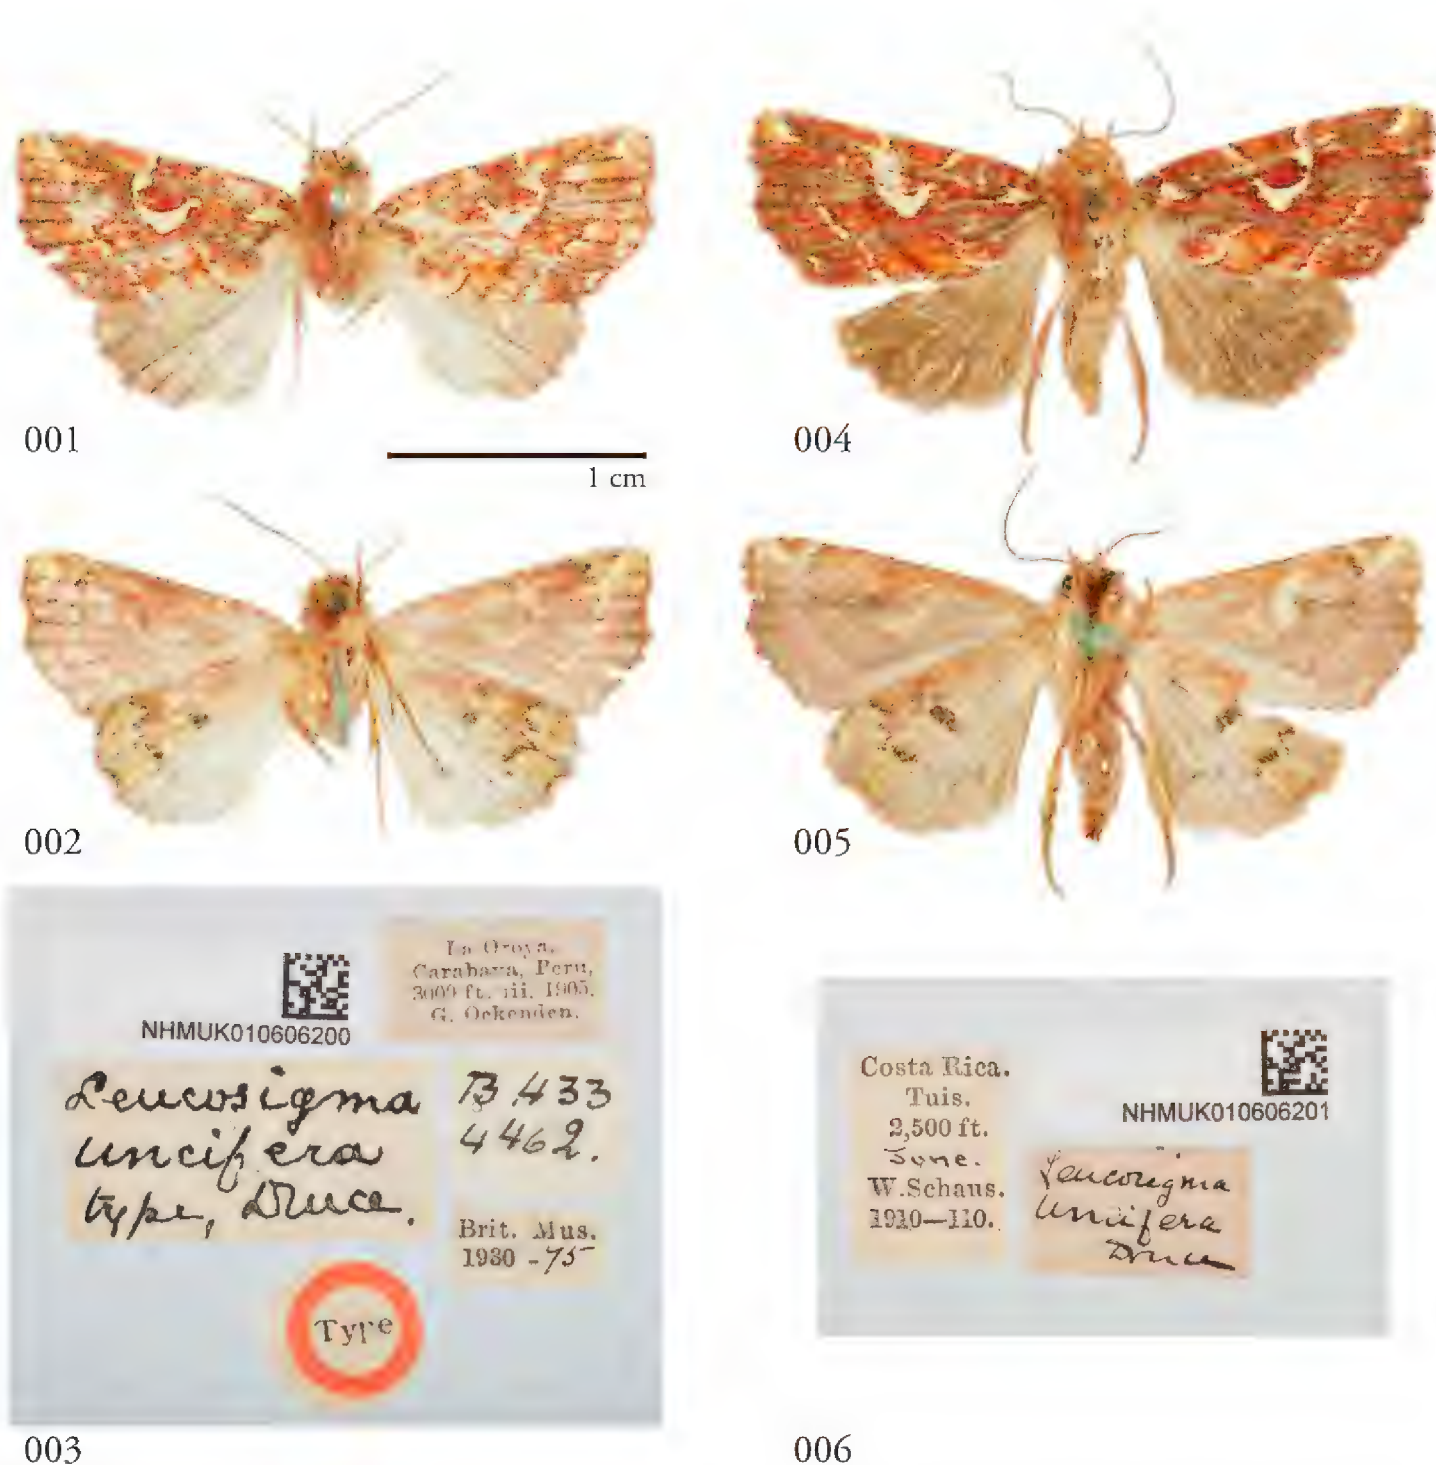 001
004
1 cm
002
005
La Oroya,
Carabaya, Peru,
3000 ft. iii. 1905.
G. Ockenden.
NHMUK010606200
Leucosigma
uncifera
type, Druce.
B.433
4462.
Brit. Mus.
1930 - 75
Type
003
Costa Rica.
Tuis.
2,500 ft.
June.
W.Schaus.
1910—110.
NHMUK010606201
Leucosigma
uncifera
Druce
006